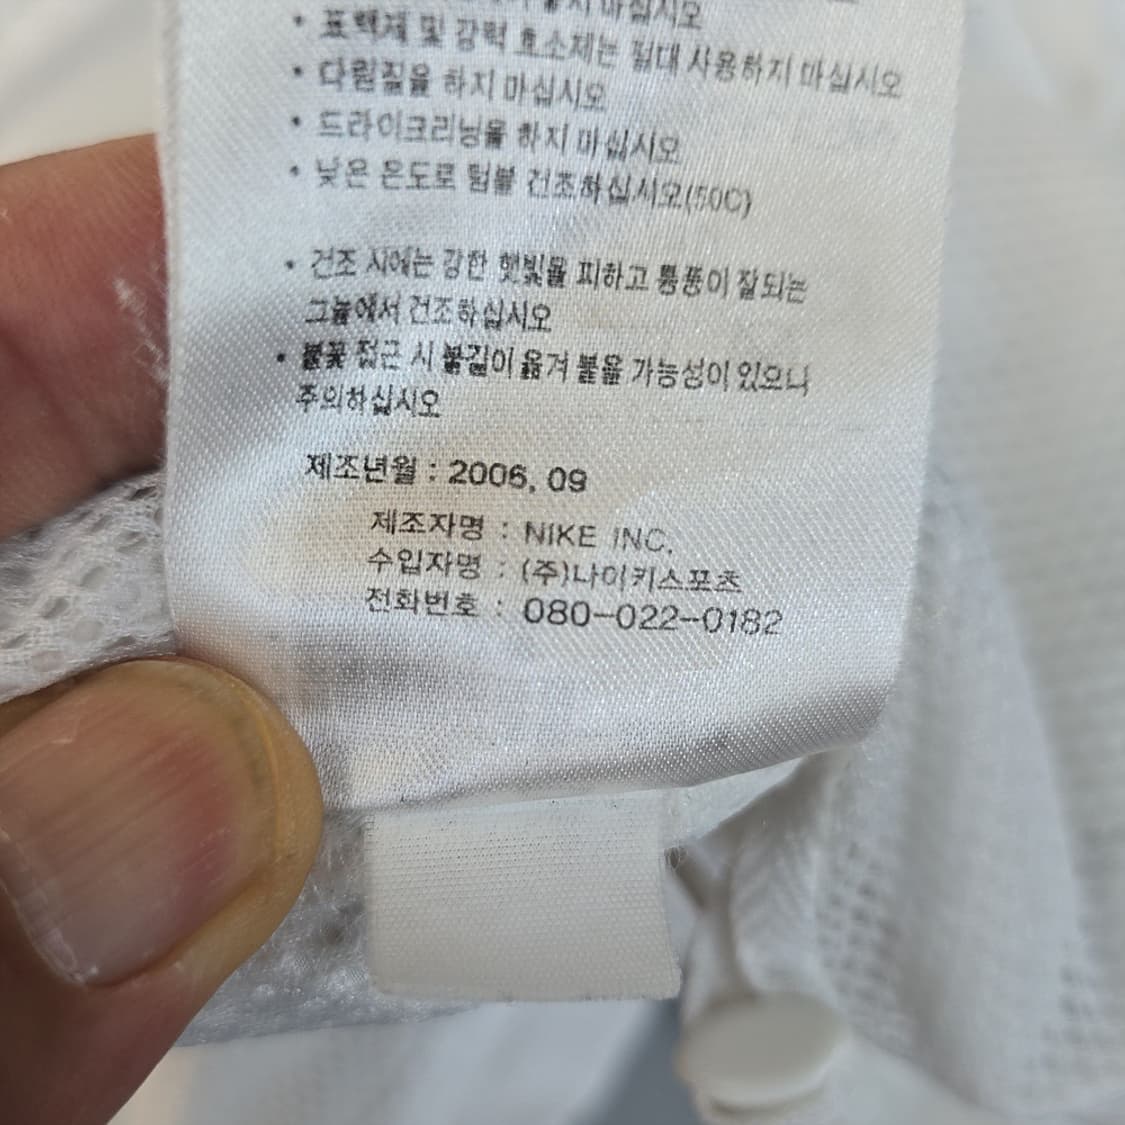 마십시오
• 표백제 및 강력 효소제는 절대 사용하지 마십시오
• 다림질을 하지 마십시오
• 드라이크리닝을 하지 마십시오
• 낮은 온도로 텀블 건조하십시오(50C)
• 건조 시에는 강한 햇빛을 피하고 통풍이 잘되는
그늘에서 건조하십시오
• 불꽃 접근 시 불길이 옮겨 붙을 가능성이 있으니
주의하십시오
제조년월 : 2006. 09
제조자명 : NIKE INC.
수입자명 : (주)나이키스포츠
전화번호 : 080-022-0182